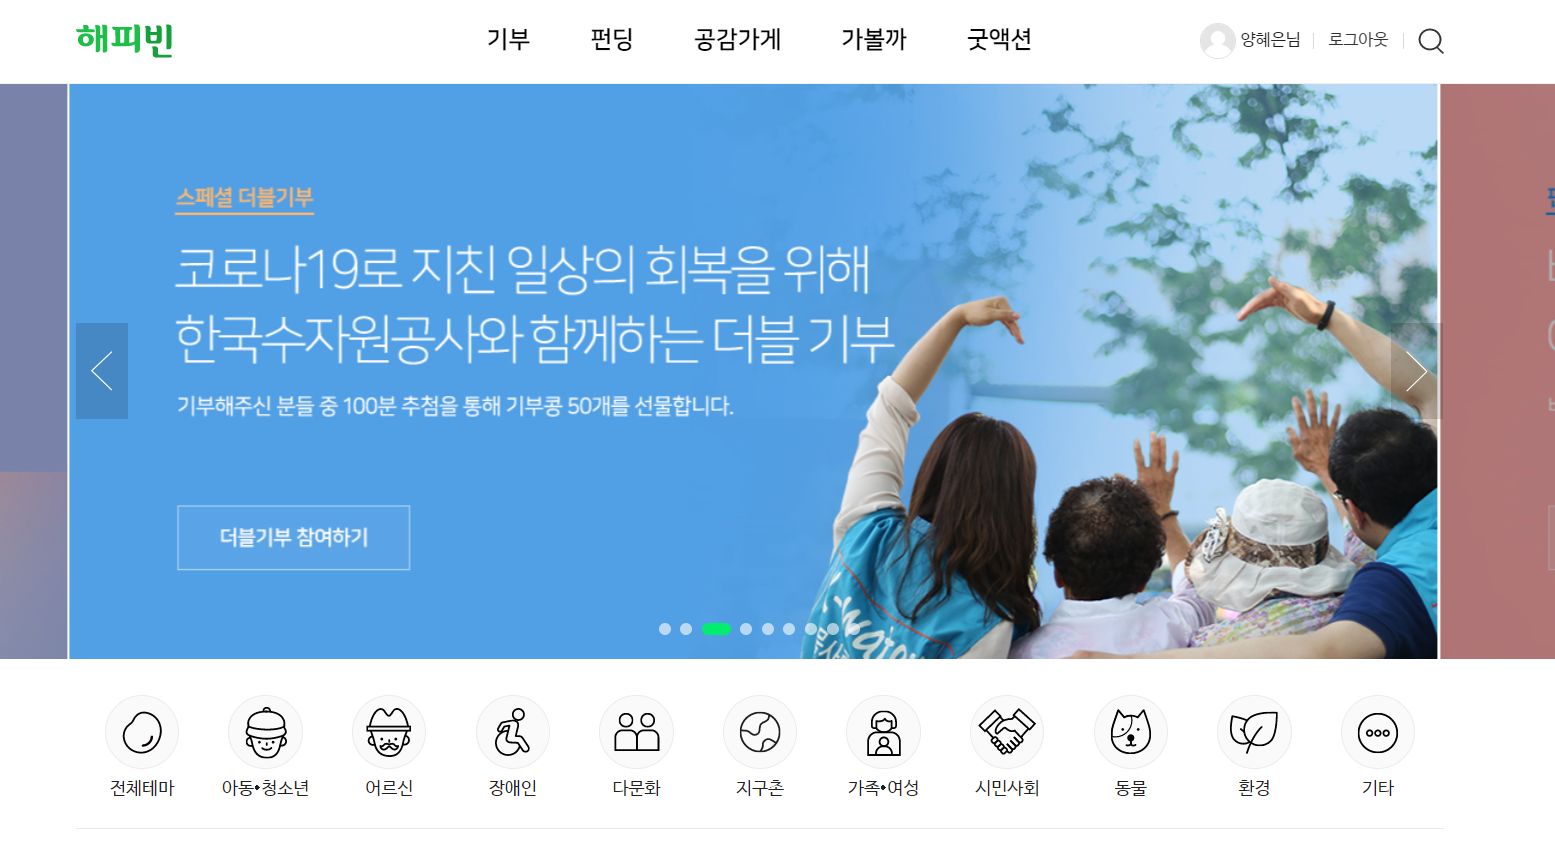 해피빈
기부 펀딩 공감가게 가볼까 굿액션
양혜은님 로그아웃
스페셜 더블기부
코로나19로 지친 일상의 회복을 위해
한국수자원공사와 함께하는 더블 기부
기부해주신 분들 중 100분 추첨을 통해 기부콩 50개를 선물합니다.
더블기부 참여하기
전체테마 아동•청소년 어르신 장애인 다문화 지구촌 가족•여성 시민사회 동물 환경 기타